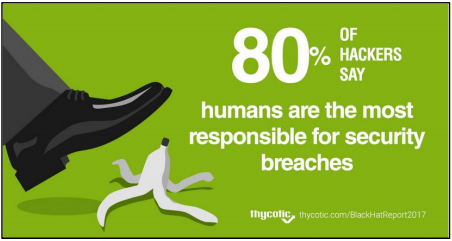 80% OF
HACKERS
SAY
humans are the most
responsible for security
breaches
thycotic thycotic.com/BlackHatReport2017